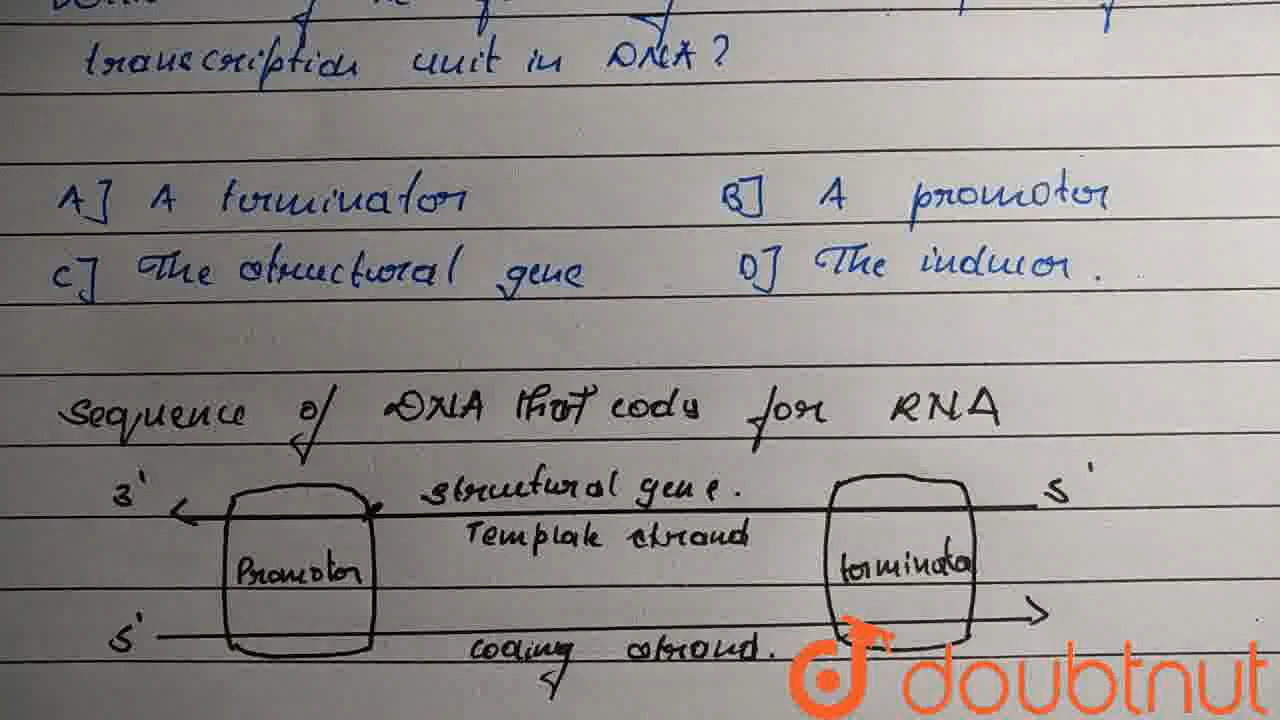 transcription unit in DNA?
A] A terminator
B] A promotor
C] The structural gene
D] The inducor.
Sequence of DNA that codes for RNA
3'
structural gene.
5'
Template strand
Promotor
terminator
5'
coding strand.
doubtnut